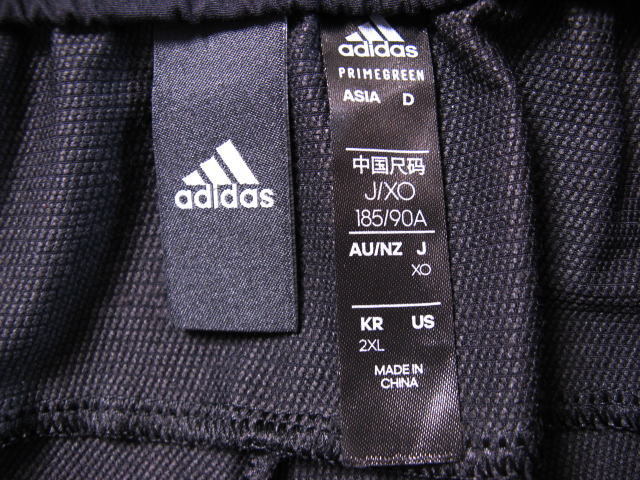 adidas
adidas
PRIMEGREEN
ASIA D
中国尺码
J/XO
185/90A
AU/NZ J
XO
KR US
2XL
MADE IN
CHINA